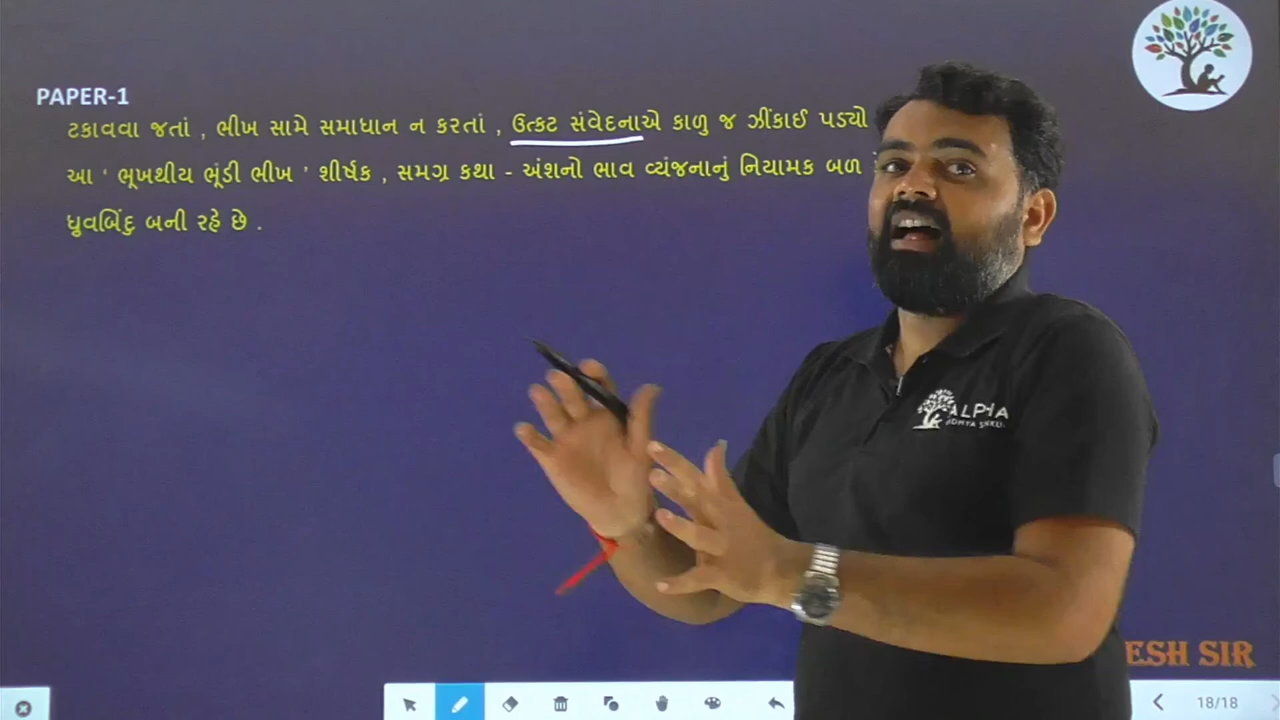 PAPER-1
ટકાવવા જતાં , ભીખ સામે સમાધાન ન કરતાં , ઉત્કટ સંવેદનાએ કાળુ જ ઝીંકાઈ પડ્યો
આ ‘ ભૂખથીય ભૂંડી ભીખ ’ શીર્ષક , સમગ્ર કથા - અંશનો ભાવ વ્યંજનાનું નિયામક બળ
ધ્રુવબિંદુ બની રહે છે .
ALPHA
ESH SIR
18/18